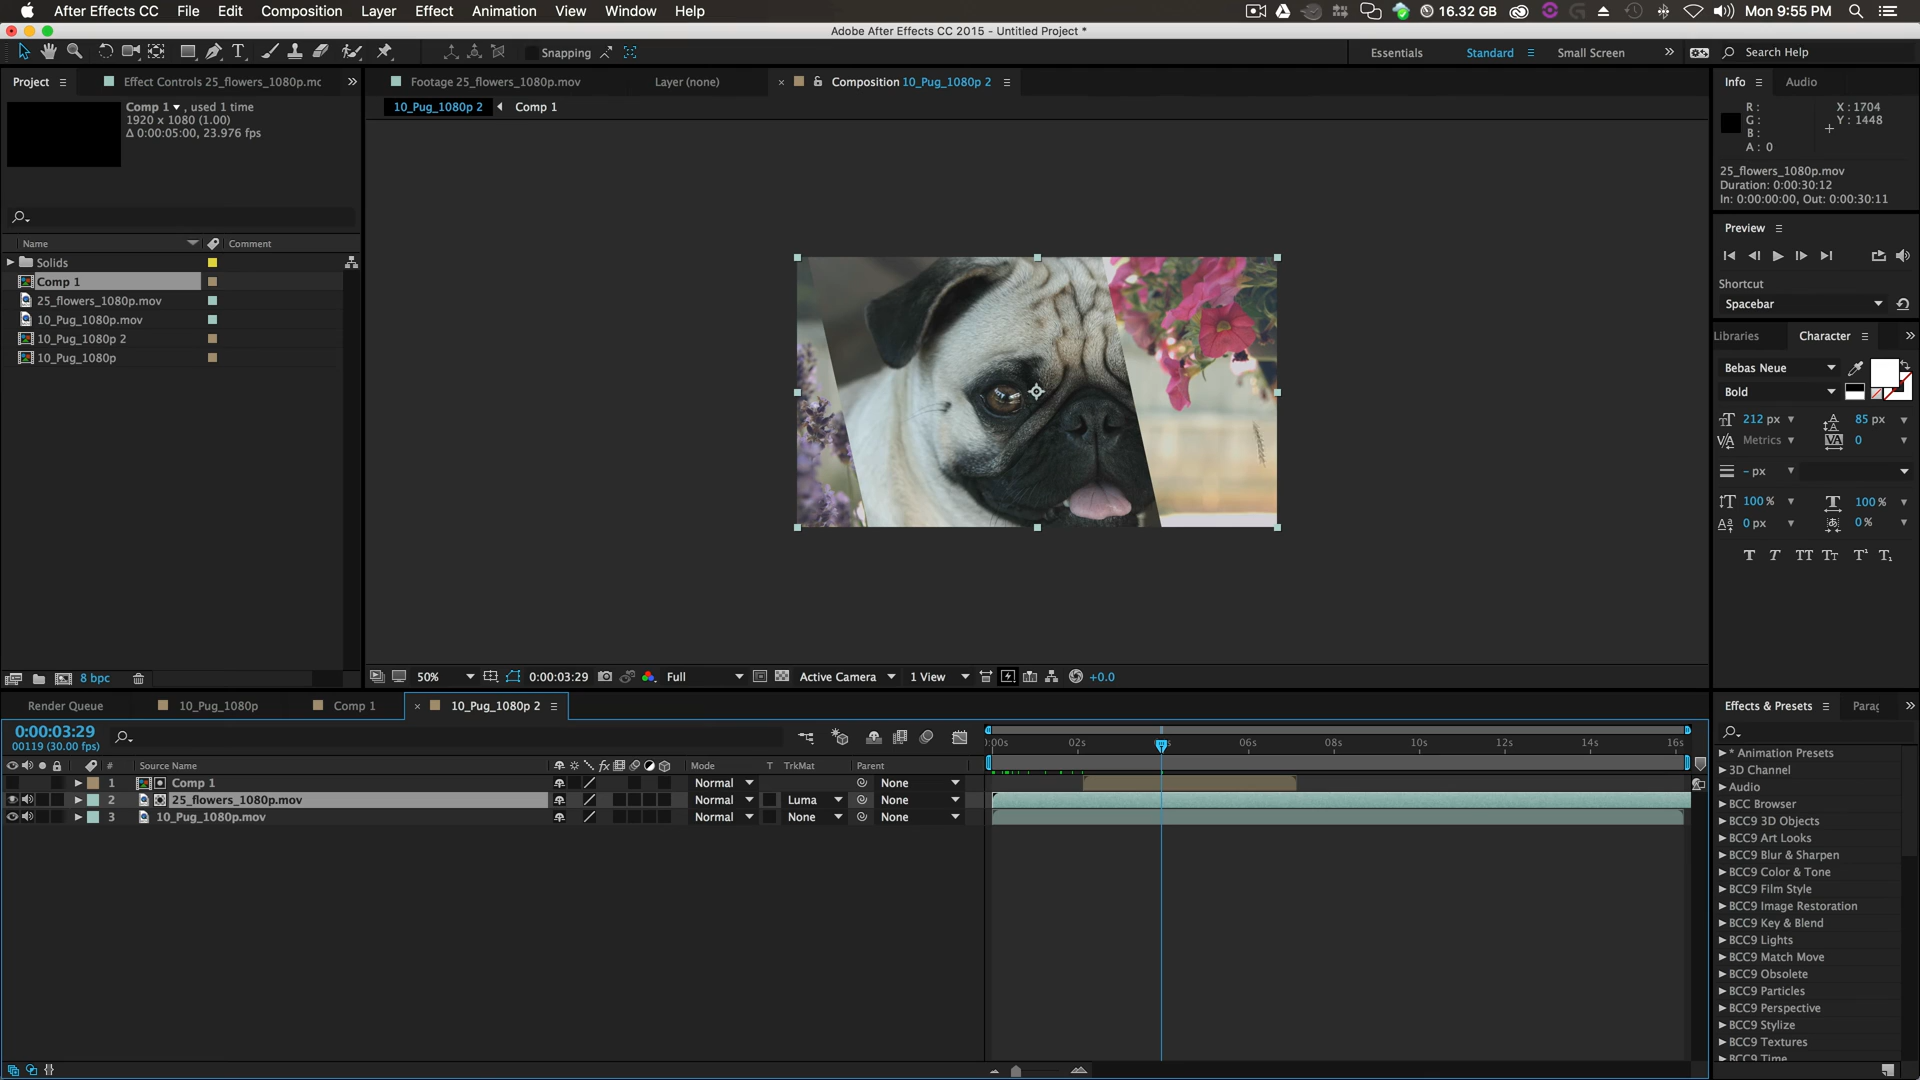 After Effects CC File Edit Composition Layer Effect Animation View Window Help 16.32 GB Mon 9:55 PM
Adobe After Effects CC 2015 - Untitled Project *
Snapping Essentials Standard Small Screen Search Help
Project Effect Controls 25_flowers_1080p.mc Footage 25_flowers_1080p.mov Layer (none) Composition 10_Pug_1080p 2 Info Audio
Comp 1 , used 1 time
1920 x 1080 (1.00)
Δ 0:00:05:00, 23.976 fps
10_Pug_1080p 2 Comp 1
R : X : 1704
G : Y : 1448
B :
A : 0
25_flowers_1080p.mov
Duration: 0:00:30:12
In: 0:00:00:00, Out: 0:00:30:11
Preview
Name Comment
Solids
Comp 1
25_flowers_1080p.mov
10_Pug_1080p.mov
10_Pug_1080p 2
10_Pug_1080p
Shortcut
Spacebar
Libraries Character
Bebas Neue
Bold
212 px 85 px
Metrics 0
- px
100 % 100 %
0 px 0 %
T T TT Tт T¹ T₁
8 bpc
50% 0:00:03:29 Full Active Camera 1 View +0.0
Render Queue 10_Pug_1080p Comp 1 10_Pug_1080p 2
0:00:03:29
00119 (30.00 fps)
:00s 02s 06s 08s 10s 12s 14s 16s
# Source Name Mode T TrkMat Parent
1 Comp 1 Normal None
2 25_flowers_1080p.mov Normal Luma None
3 10_Pug_1080p.mov Normal None None
Effects & Presets Parag
* Animation Presets
3D Channel
Audio
BCC Browser
BCC9 3D Objects
BCC9 Art Looks
BCC9 Blur & Sharpen
BCC9 Color & Tone
BCC9 Film Style
BCC9 Image Restoration
BCC9 Key & Blend
BCC9 Lights
BCC9 Match Move
BCC9 Obsolete
BCC9 Particles
BCC9 Perspective
BCC9 Stylize
BCC9 Textures
BCC9 Time